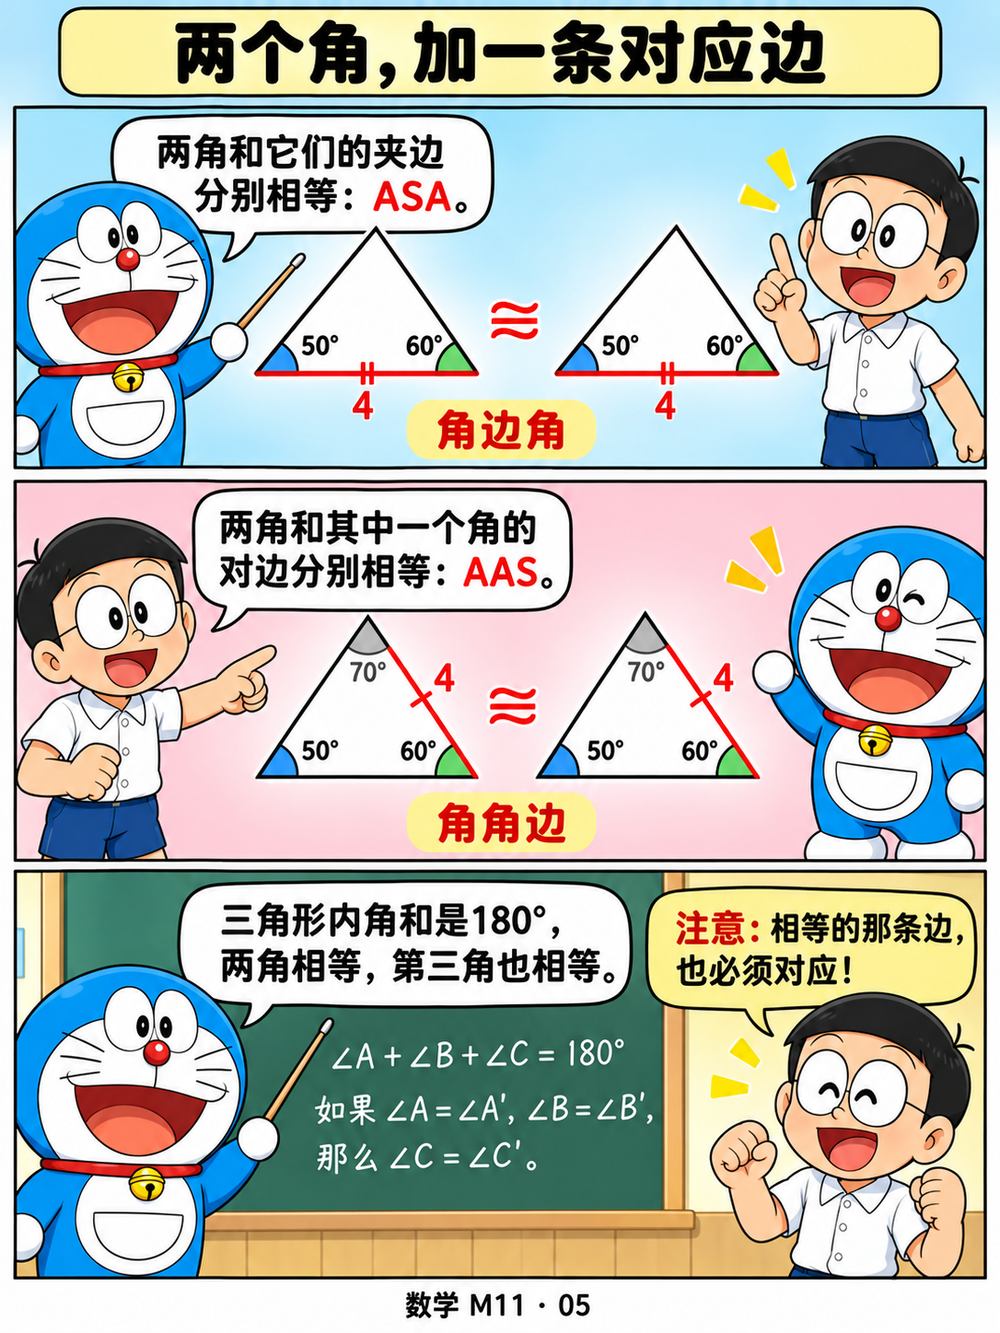 两个角，加一条对应边
两角和它们的夹边
分别相等：ASA。
50°
60°
4
≋
50°
60°
4
角边角
两角和其中一个角的
对边分别相等：AAS。
70°
4
50°
60°
≋
70°
4
50°
60°
角角边
三角形内角和是180°，
两角相等，第三角也相等。
注意：相等的那条边，
也必须对应！
∠A + ∠B + ∠C = 180°
如果 ∠A = ∠A′, ∠B = ∠B′,
那么 ∠C = ∠C′。
数学 M11 · 05